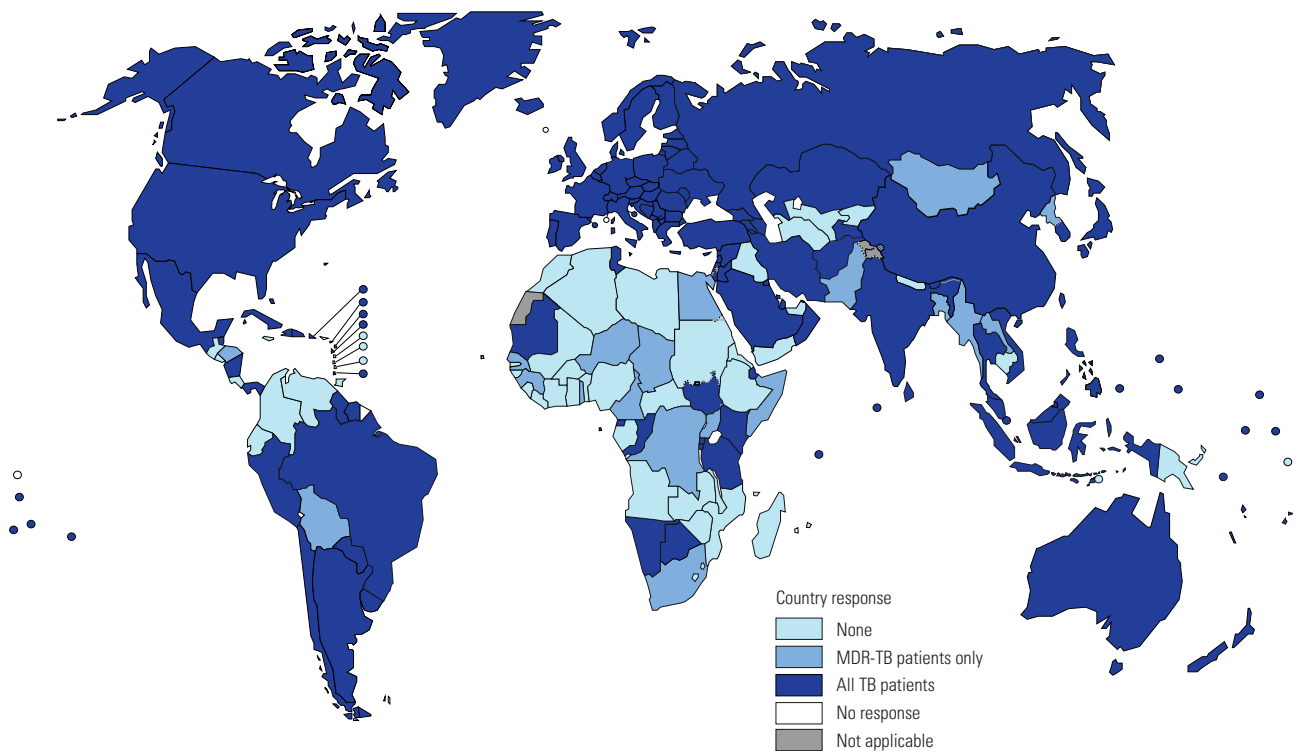 Country response
None
MDR-TB patients only
All TB patients
No response
Not applicable